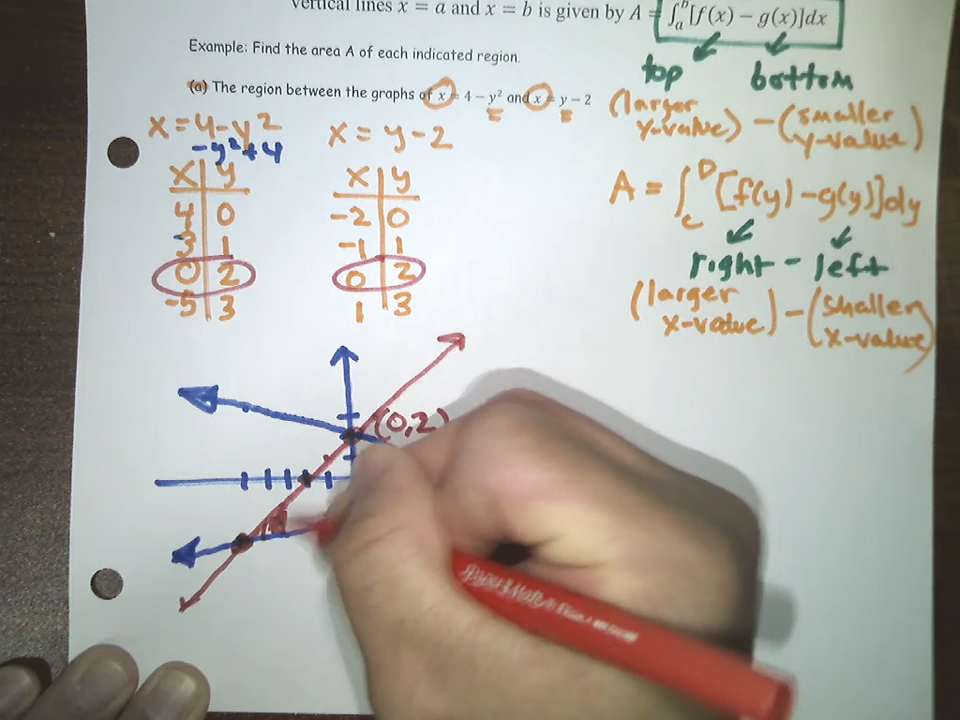 vertical lines x = a and x = b is given by A = ∫ₐᵇ[f(x) − g(x)]dx
Example: Find the area A of each indicated region.
top bottom
(a) The region between the graphs of x = 4 − y² and x = y − 2
(larger y-value) − (smaller y-value)
x = 4 − y²
−y² + 4
x = y − 2
x y
4 0
3 1
0 2
−5 3
x y
−2 0
−1 1
0 2
1 3
A = ∫ [f(y) − g(y)]dy
right − left
(larger x-value) − (smaller x-value)
(0,2)